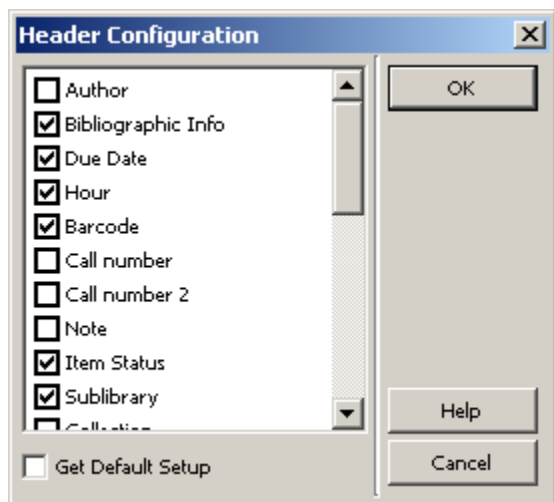 Header Configuration
Author
Bibliographic Info
Due Date
Hour
Barcode
Call number
Call number 2
Note
Item Status
Sublibrary
Collection
Get Default Setup
OK
Help
Cancel